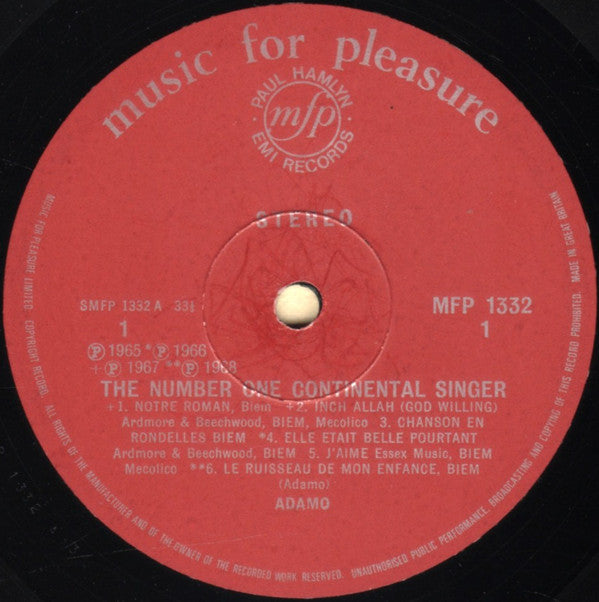 music for pleasure
PAUL HAMLYN
mfp
EMI RECORDS
STEREO
SMFP 1332 A 33⅓
MFP 1332
1
1
Ⓟ 1965 *Ⓟ 1966
+Ⓟ 1967 **Ⓟ 1968
THE NUMBER ONE CONTINENTAL SINGER
+1. NOTRE ROMAN, Biem +2. INCH ALLAH (GOD WILLING)
Ardmore & Beechwood, BIEM, Mecolico 3. CHANSON EN
RONDELLES BIEM *4. ELLE ETAIT BELLE POURTANT
Ardmore & Beechwood, BIEM 5. J'AIME Essex Music, BIEM
Mecolico **6. LE RUISSEAU DE MON ENFANCE, BIEM
(Adamo)
ADAMO
MUSIC FOR PLEASURE LIMITED. COPYRIGHT RECORD. ALL RIGHTS OF THE MANUFACTURER AND OF THE OWNER OF THE RECORDED WORK RESERVED. UNAUTHORISED PUBLIC PERFORMANCE, BROADCASTING AND COPYING OF THIS RECORD PROHIBITED. MADE IN GREAT BRITAIN